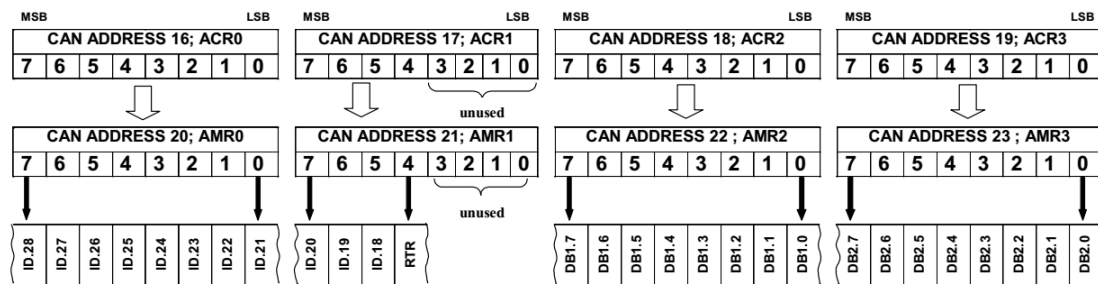 MSB LSB MSB LSB
CAN ADDRESS 16; ACR0 CAN ADDRESS 17; ACR1 CAN ADDRESS 18; ACR2 CAN ADDRESS 19; ACR3
7 6 5 4 3 2 1 0 7 6 5 4 3 2 1 0 7 6 5 4 3 2 1 0 7 6 5 4 3 2 1 0
unused
CAN ADDRESS 20; AMR0 CAN ADDRESS 21; AMR1 CAN ADDRESS 22 ; AMR2 CAN ADDRESS 23 ; AMR3
7 6 5 4 3 2 1 0 7 6 5 4 3 2 1 0 7 6 5 4 3 2 1 0 7 6 5 4 3 2 1 0
unused
ID.28 ID.27 ID.26 ID.25 ID.24 ID.23 ID.22 ID.21 ID.20 ID.19 ID.18 RTR DB1.7 DB1.6 DB1.5 DB1.4 DB1.3 DB1.2 DB1.1 DB1.0 DB2.7 DB2.6 DB2.5 DB2.4 DB2.3 DB2.2 DB2.1 DB2.0